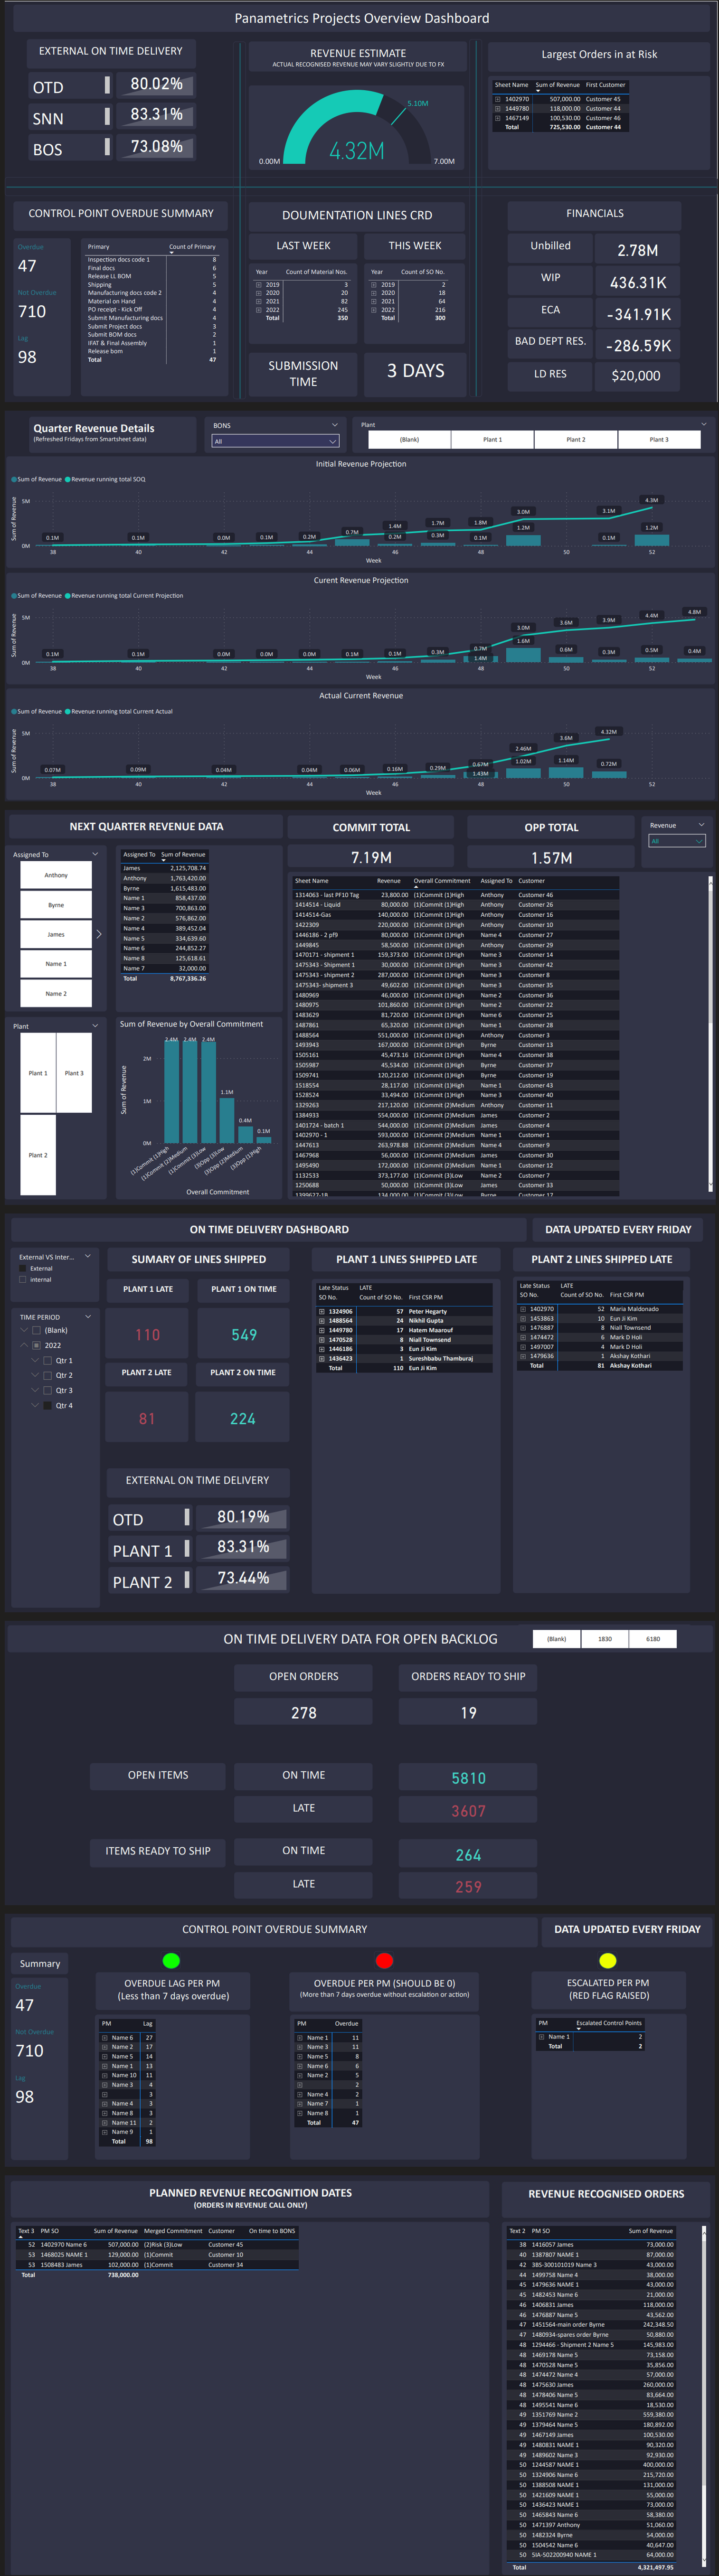 Panametrics Projects Overview Dashboard
EXTERNAL ON TIME DELIVERY
OTD 80.02%
SNN 83.31%
BOS 73.08%
REVENUE ESTIMATE
ACTUAL RECOGNISED REVENUE MAY VARY SLIGHTLY DUE TO FX
5.10M
4.32M
0.00M 7.00M
Largest Orders in at Risk
Sheet Name Sum of Revenue First Customer
1402970 507,000.00 Customer 45
1449780 118,000.00 Customer 44
1467149 100,530.00 Customer 46
Total 725,530.00 Customer 44
CONTROL POINT OVERDUE SUMMARY
Overdue
47
Not Overdue
710
Lag
98
Primary Count of Primary
Inspection docs code 1 8
Final docs 6
Release LL BOM 5
Shipping 5
Manufacturing docs code 2 4
Material on Hand 4
PO receipt - Kick Off 4
Submit Manufacturing docs 4
Submit Project docs 3
Submit BOM docs 2
IFAT & Final Assembly 1
Release bom 1
Total 47
DOUMENTATION LINES CRD
LAST WEEK THIS WEEK
Year Count of Material Nos.
2019 3
2020 20
2021 82
2022 245
Total 350
Year Count of SO No.
2019 2
2020 18
2021 64
2022 216
Total 300
SUBMISSION
TIME
3 DAYS
FINANCIALS
Unbilled 2.78M
WIP 436.31K
ECA -341.91K
BAD DEPT RES. -286.59K
LD RES $20,000
Quarter Revenue Details
(Refreshed Fridays from Smartsheet data)
BONS
All
Plant
(Blank) Plant 1 Plant 2 Plant 3
Initial Revenue Projection
Sum of Revenue Revenue running total SOQ
Sum of Revenue
5M
0M
0.1M 0.1M 0.0M 0.1M 0.2M 0.7M 1.4M 0.2M 1.7M 0.3M 1.8M 0.1M 3.0M 1.2M 3.1M 0.1M 4.3M 1.2M
38 40 42 44 46 48 50 52
Week
Curent Revenue Projection
Sum of Revenue Revenue running total Current Projection
Sum of Revenue
5M
0M
0.1M 0.1M 0.0M 0.0M 0.0M 0.1M 0.1M 0.3M 0.7M 1.4M 3.0M 1.6M 3.6M 0.6M 3.9M 0.3M 4.4M 0.5M 4.8M 0.4M
38 40 42 44 46 48 50 52
Week
Actual Current Revenue
Sum of Revenue Revenue running total Current Actual
Sum of Revenue
5M
0M
0.07M 0.09M 0.04M 0.04M 0.06M 0.16M 0.29M 0.67M 1.43M 2.46M 1.02M 3.6M 1.14M 4.32M 0.72M
38 40 42 44 46 48 50 52
Week
NEXT QUARTER REVENUE DATA
COMMIT TOTAL
7.19M
OPP TOTAL
1.57M
Revenue
All
Assigned To
Anthony
Byrne
James
Name 1
Name 2
Assigned To Sum of Revenue
James 2,125,708.74
Anthony 1,763,420.00
Byrne 1,615,483.00
Name 1 858,437.00
Name 3 700,863.00
Name 2 576,862.00
Name 4 389,452.04
Name 5 334,639.60
Name 6 244,852.27
Name 8 125,618.61
Name 7 32,000.00
Total 8,767,336.26
Plant
Plant 1 Plant 3
Plant 2
Sum of Revenue by Overall Commitment
Sum of Revenue
2M
1M
0M
2.4M 2.4M 2.4M 1.1M 0.4M 0.1M
(1)Commit (1)High (1)Commit (2)Medium (1)Commit (3)Low (3)Opp (3)Low (3)Opp (2)Medium (3)Opp (1)High
Overall Commitment
Sheet Name Revenue Overall Commitment Assigned To Customer
1314063 - last PF10 Tag 23,800.00 (1)Commit (1)High Anthony Customer 46
1414514 - Liquid 80,000.00 (1)Commit (1)High Anthony Customer 26
1414514-Gas 140,000.00 (1)Commit (1)High Anthony Customer 16
1422309 220,000.00 (1)Commit (1)High Anthony Customer 10
1446186 - 2 pf9 80,000.00 (1)Commit (1)High Name 4 Customer 27
1449845 58,500.00 (1)Commit (1)High Anthony Customer 29
1470171 - shipment 1 159,373.00 (1)Commit (1)High Name 3 Customer 14
1475343 - Shipment 1 30,000.00 (1)Commit (1)High Name 3 Customer 42
1475343 - shipment 2 287,000.00 (1)Commit (1)High Name 3 Customer 8
1475343- shipment 3 49,602.00 (1)Commit (1)High Name 3 Customer 35
1480969 46,000.00 (1)Commit (1)High Name 2 Customer 36
1480975 101,860.00 (1)Commit (1)High Name 2 Customer 22
1483629 81,720.00 (1)Commit (1)High Name 6 Customer 25
1487861 65,320.00 (1)Commit (1)High Name 1 Customer 28
1488564 551,000.00 (1)Commit (1)High Anthony Customer 3
1493943 167,000.00 (1)Commit (1)High Byrne Customer 13
1505161 45,473.16 (1)Commit (1)High Name 4 Customer 38
1505987 45,534.00 (1)Commit (1)High Byrne Customer 37
1509741 120,212.00 (1)Commit (1)High Byrne Customer 19
1518554 28,117.00 (1)Commit (1)High Name 1 Customer 43
1528524 33,494.00 (1)Commit (1)High Name 3 Customer 40
1329263 217,120.00 (1)Commit (2)Medium Anthony Customer 11
1384933 554,000.00 (1)Commit (2)Medium James Customer 2
1401724 - batch 1 544,000.00 (1)Commit (2)Medium James Customer 4
1402970 - 1 593,000.00 (1)Commit (2)Medium Name 1 Customer 1
1447613 263,978.88 (1)Commit (2)Medium Name 4 Customer 9
1467968 56,000.00 (1)Commit (2)Medium James Customer 30
1495490 172,000.00 (1)Commit (2)Medium Name 1 Customer 12
1132533 373,177.00 (1)Commit (3)Low Name 2 Customer 7
1250688 50,000.00 (1)Commit (3)Low James Customer 33
1399627-1B 134,000.00 (1)Commit (3)Low Byrne Customer 17
ON TIME DELIVERY DASHBOARD
DATA UPDATED EVERY FRIDAY
External VS Inter...
External
internal
TIME PERIOD
(Blank)
2022
Qtr 1
Qtr 2
Qtr 3
Qtr 4
SUMARY OF LINES SHIPPED
PLANT 1 LATE PLANT 1 ON TIME
110 549
PLANT 2 LATE PLANT 2 ON TIME
81 224
EXTERNAL ON TIME DELIVERY
OTD 80.19%
PLANT 1 83.31%
PLANT 2 73.44%
PLANT 1 LINES SHIPPED LATE
Late Status LATE
SO No. Count of SO No. First CSR PM
1324906 57 Peter Hegarty
1488564 24 Nikhil Gupta
1449780 17 Hatem Maarouf
1470528 8 Niall Townsend
1446186 3 Eun Ji Kim
1436423 1 Sureshbabu Thamburaj
Total 110 Eun Ji Kim
PLANT 2 LINES SHIPPED LATE
Late Status LATE
SO No. Count of SO No. First CSR PM
1402970 52 Maria Maldonado
1453863 10 Eun Ji Kim
1476887 8 Niall Townsend
1474472 6 Mark D Holi
1497007 4 Mark D Holi
1479636 1 Akshay Kothari
Total 81 Akshay Kothari
ON TIME DELIVERY DATA FOR OPEN BACKLOG
(Blank) 1830 6180
OPEN ORDERS ORDERS READY TO SHIP
278 19
OPEN ITEMS ON TIME 5810
LATE 3607
ITEMS READY TO SHIP ON TIME 264
LATE 259
CONTROL POINT OVERDUE SUMMARY
DATA UPDATED EVERY FRIDAY
Summary
Overdue
47
Not Overdue
710
Lag
98
OVERDUE LAG PER PM
(Less than 7 days overdue)
PM Lag
Name 6 27
Name 2 17
Name 5 14
Name 1 13
Name 10 11
Name 3 4
3
Name 4 3
Name 8 3
Name 11 2
Name 9 1
Total 98
OVERDUE PER PM (SHOULD BE 0)
(More than 7 days overdue without escalation or action)
PM Overdue
Name 1 11
Name 3 11
Name 5 8
Name 6 6
Name 2 5
2
Name 4 2
Name 7 1
Name 8 1
Total 47
ESCALATED PER PM
(RED FLAG RAISED)
PM Escalated Control Points
Name 1 2
Total 2
PLANNED REVENUE RECOGNITION DATES
(ORDERS IN REVENUE CALL ONLY)
Text 3 PM SO Sum of Revenue Merged Commitment Customer On time to BONS
52 1402970 Name 6 507,000.00 (2)Risk (3)Low Customer 45
53 1468025 NAME 1 129,000.00 (1)Commit Customer 10
53 1508483 James 102,000.00 (1)Commit Customer 34
Total 738,000.00
REVENUE RECOGNISED ORDERS
Text 2 PM SO Sum of Revenue
38 1416057 James 73,000.00
40 1387807 NAME 1 87,000.00
42 385-300101019 Name 3 43,000.00
44 1499758 Name 4 38,000.00
45 1479636 NAME 1 43,000.00
45 1482453 Name 6 21,000.00
46 1406831 James 118,000.00
46 1476887 Name 5 43,562.00
47 1451564-main order Byrne 242,348.50
47 1480934-spares order Byrne 50,880.00
48 1294466 - Shipment 2 Name 5 145,983.00
48 1469178 Name 5 73,158.00
48 1470528 Name 5 35,856.00
48 1474472 Name 4 57,000.00
48 1475630 James 260,000.00
48 1478406 Name 5 83,664.00
48 1495541 Name 6 18,530.00
49 1351769 Name 2 559,380.00
49 1379464 Name 5 180,892.00
49 1467149 James 100,530.00
49 1480831 NAME 1 90,320.00
49 1489602 Name 3 92,930.00
50 1244587 NAME 1 400,000.00
50 1324906 Name 6 215,720.00
50 1388508 NAME 1 131,000.00
50 1421609 NAME 1 55,000.00
50 1436423 NAME 1 73,000.00
50 1465843 Name 6 58,380.00
50 1471397 Anthony 51,060.00
50 1482324 Byrne 54,000.00
50 1504542 Name 6 40,647.00
50 SIA-502200940 NAME 1 64,000.00
Total 4,321,497.95